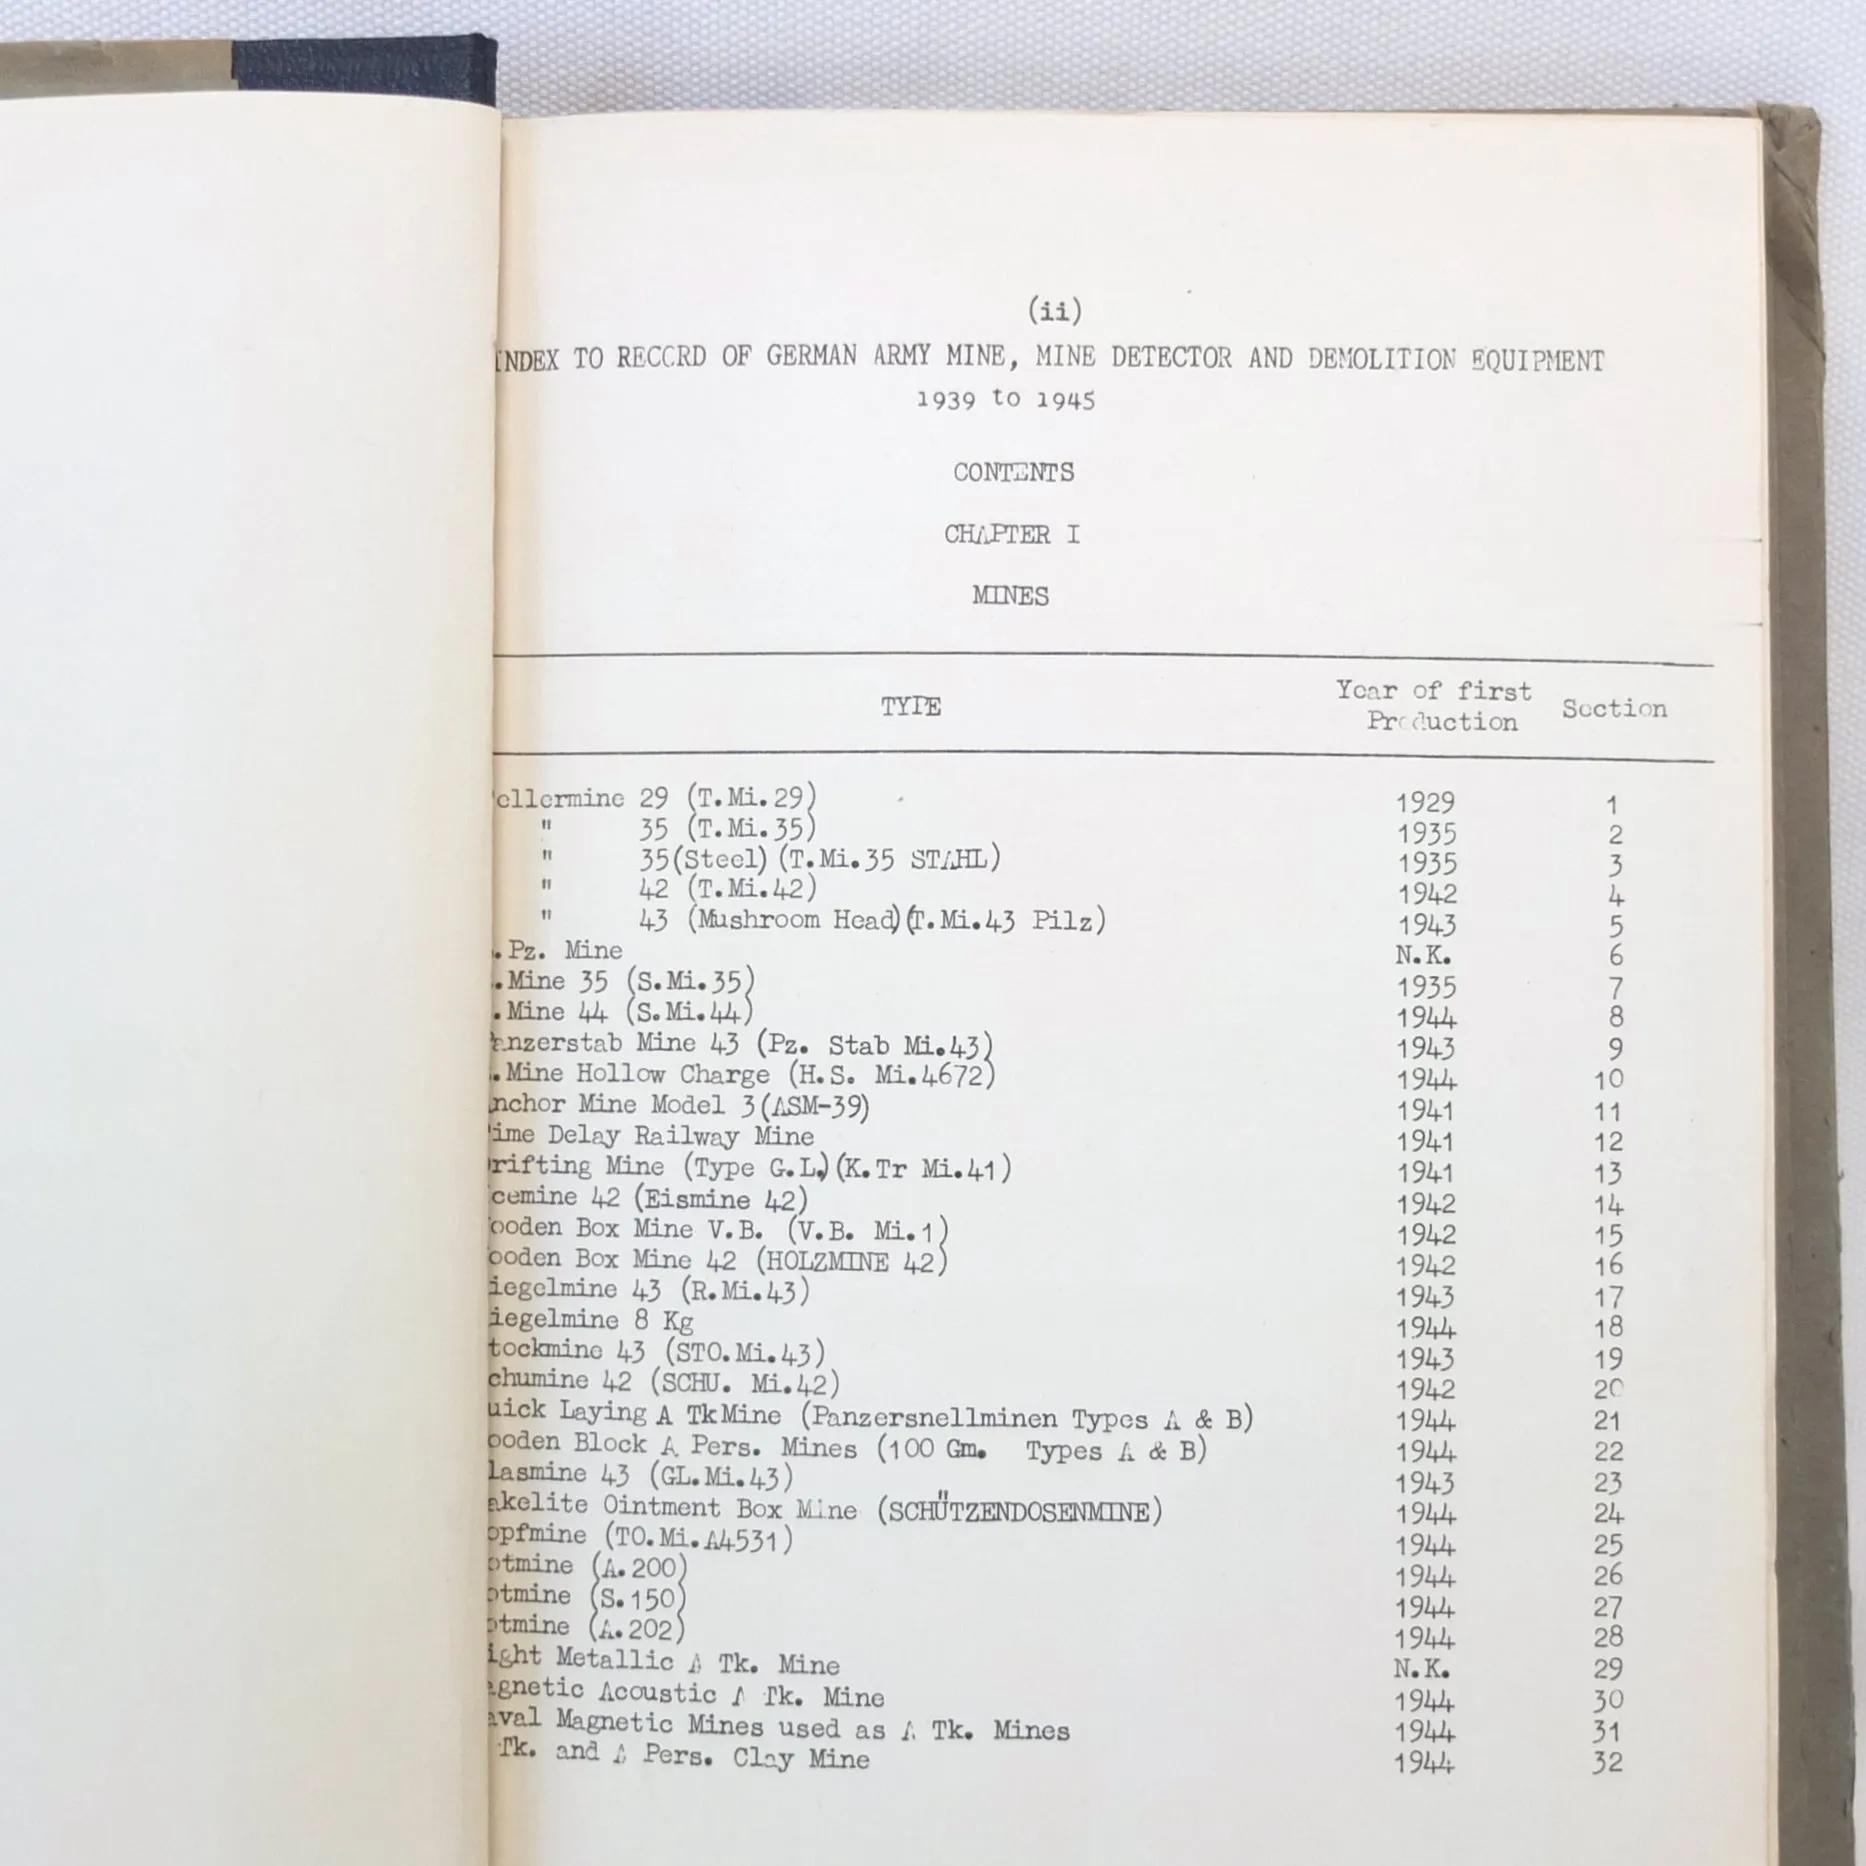 (ii)
INDEX TO RECORD OF GERMAN ARMY MINE, MINE DETECTOR AND DEMOLITION EQUIPMENT
1939 to 1945
CONTENTS
CHAPTER I
MINES
TYPE Year of first Production Section
ellermine 29 (T.Mi.29) 1929 1
" 35 (T.Mi.35) 1935 2
" 35(Steel) (T.Mi.35 STAHL) 1935 3
" 42 (T.Mi.42) 1942 4
" 43 (Mushroom Head)(T.Mi.43 Pilz) 1943 5
.Pz. Mine N.K. 6
.Mine 35 (S.Mi.35) 1935 7
.Mine 44 (S.Mi.44) 1944 8
Panzerstab Mine 43 (Pz. Stab Mi.43) 1943 9
.Mine Hollow Charge (H.S. Mi.4672) 1944 10
nchor Mine Model 3(ASM-39) 1941 11
ime Delay Railway Mine 1941 12
rifting Mine (Type G.L.)(K.Tr Mi.41) 1941 13
cemine 42 (Eismine 42) 1942 14
ooden Box Mine V.B. (V.B. Mi.1) 1942 15
ooden Box Mine 42 (HOLZMINE 42) 1942 16
iegelmine 43 (R.Mi.43) 1943 17
iegelmine 8 Kg 1944 18
tockmine 43 (STO.Mi.43) 1943 19
chumine 42 (SCHU. Mi.42) 1942 20
uick Laying A TkMine (Panzersnellminen Types A & B) 1944 21
ooden Block A Pers. Mines (100 Gm. Types A & B) 1944 22
lasmine 43 (GL.Mi.43) 1943 23
akelite Ointment Box Mine (SCHÜTZENDOSENMINE) 1944 24
opfmine (TO.Mi.A4531) 1944 25
otmine (A.200) 1944 26
otmine (S.150) 1944 27
otmine (A.202) 1944 28
ight Metallic A Tk. Mine N.K. 29
agnetic Acoustic A Tk. Mine 1944 30
aval Magnetic Mines used as A Tk. Mines 1944 31
Tk. and A Pers. Clay Mine 1944 32